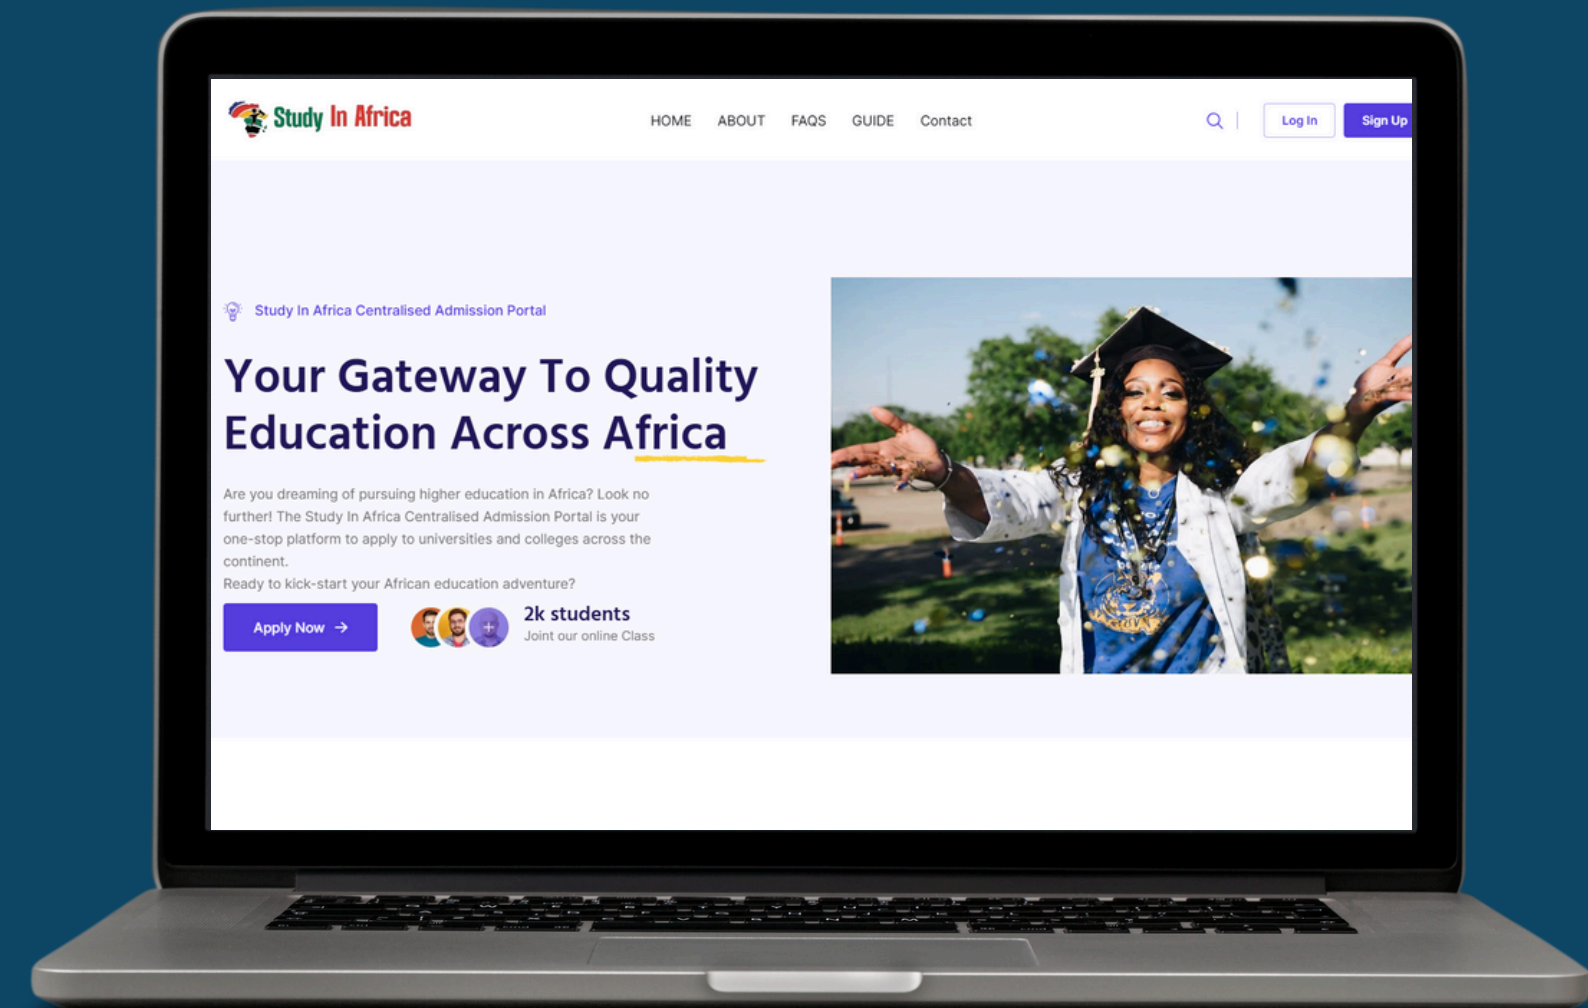 Study In Africa
HOME ABOUT FAQS GUIDE Contact
Log In
Sign Up
Study In Africa Centralised Admission Portal
Your Gateway To Quality
Education Across Africa
Are you dreaming of pursuing higher education in Africa? Look no
further! The Study In Africa Centralised Admission Portal is your
one-stop platform to apply to universities and colleges across the
continent.
Ready to kick-start your African education adventure?
Apply Now
2k students
Joint our online Class